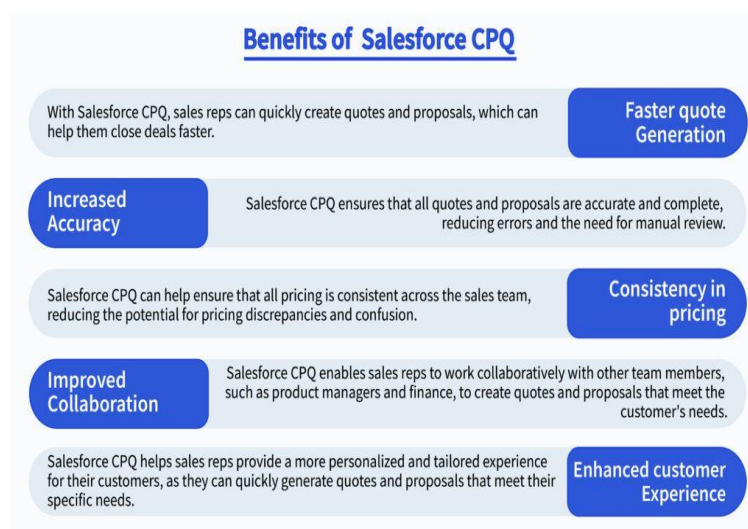 Benefits of Salesforce CPQ
With Salesforce CPQ, sales reps can quickly create quotes and proposals, which can
help them close deals faster.
Faster quote
Generation
Increased
Accuracy
Salesforce CPQ ensures that all quotes and proposals are accurate and complete,
reducing errors and the need for manual review.
Salesforce CPQ can help ensure that all pricing is consistent across the sales team,
reducing the potential for pricing discrepancies and confusion.
Consistency in
pricing
Improved
Collaboration
Salesforce CPQ enables sales reps to work collaboratively with other team members,
such as product managers and finance, to create quotes and proposals that meet the
customer's needs.
Salesforce CPQ helps sales reps provide a more personalized and tailored experience
for their customers, as they can quickly generate quotes and proposals that meet their
specific needs.
Enhanced customer
Experience